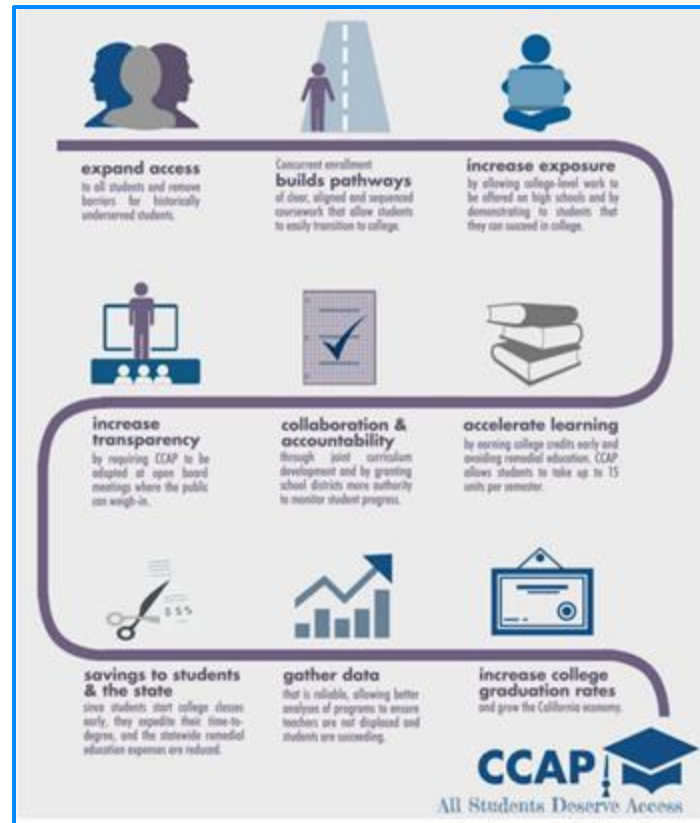 expand access
to all students and remove
barriers for historically
underserved students.
Concurrent enrollment
builds pathways
of clear, aligned and sequenced
coursework that allow students
to easily transition to college.
increase exposure
by allowing college-level work to
be offered on high schools and by
demonstrating to students that
they can succeed in college.
increase
transparency
by requiring CCAP to be
adopted at open board
meetings where the public
can weigh-in.
collaboration &
accountability
through joint curriculum
development and by granting
school districts more authority
to monitor student progress.
accelerate learning
by earning college credits early and
avoiding remedial education. CCAP
allows students to take up to 15
units per semester.
$$$
savings to students
& the state
since students start college classes
early, they expedite their time-to-
degree, and the statewide remedial
education expenses are reduced.
gather data
that is reliable, allowing better
analyses of programs to ensure
teachers are not displaced and
students are succeeding.
increase college
graduation rates
and grow the California economy.
CCAP
All Students Deserve Access